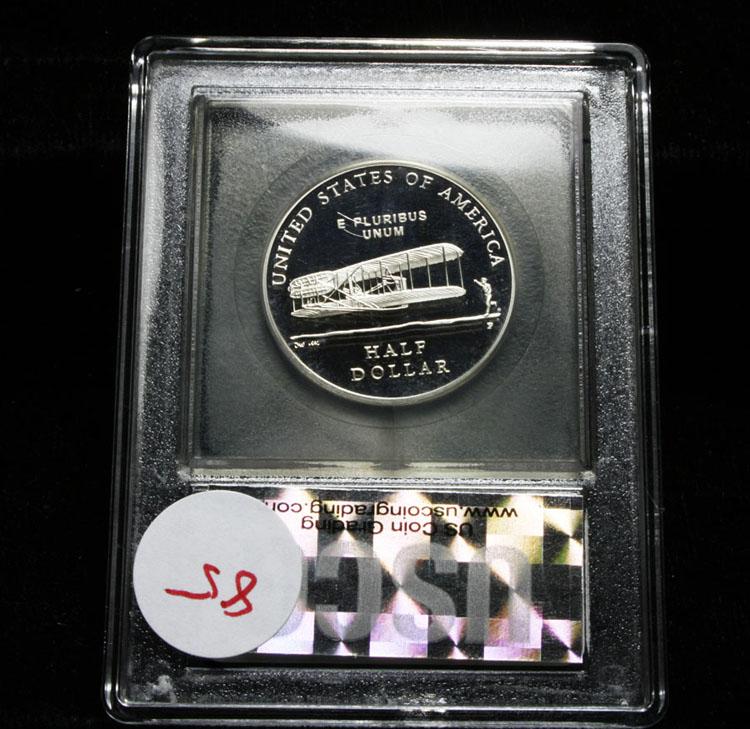 UNITED STATES OF AMERICA
E PLURIBUS
UNUM
HALF
DOLLAR
US Coin Grading
www.uscoingrading.com
USCG
58